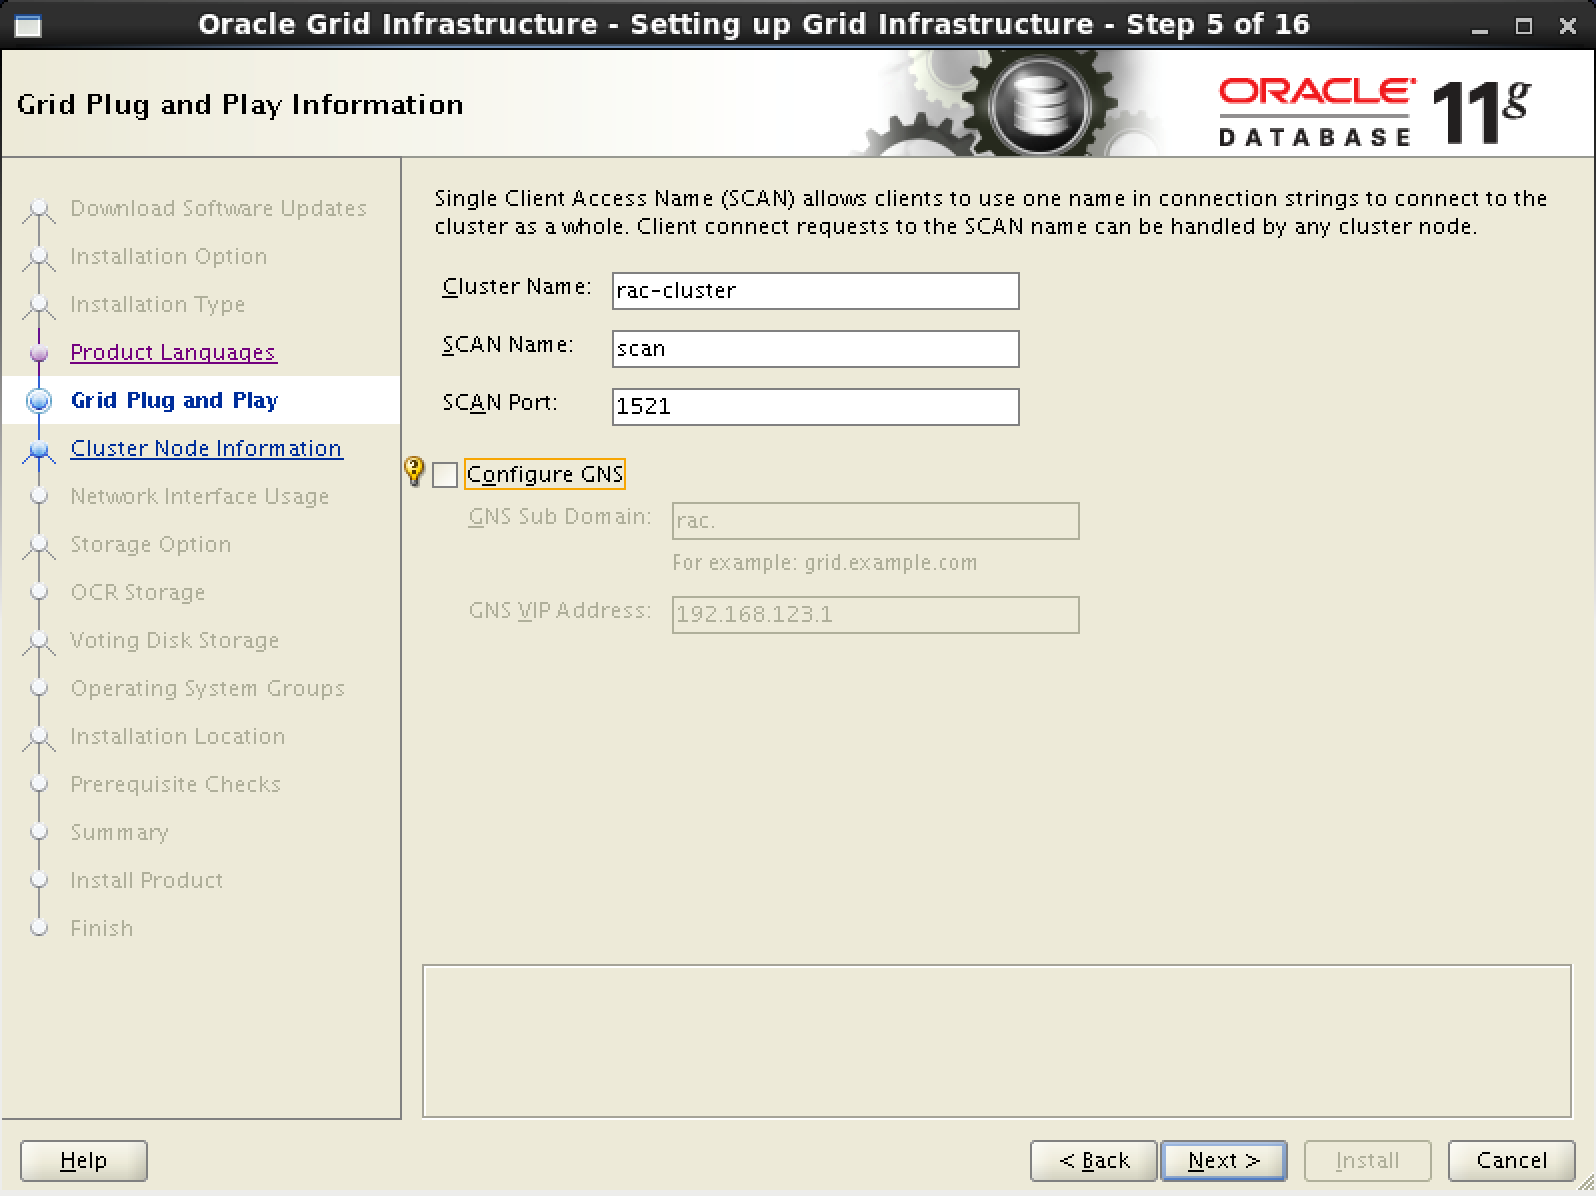 Oracle Grid Infrastructure - Setting up Grid Infrastructure - Step 5 of 16
Grid Plug and Play Information
ORACLE
DATABASE
11g
Download Software Updates
Installation Option
Installation Type
Product Languages
Grid Plug and Play
Cluster Node Information
Network Interface Usage
Storage Option
OCR Storage
Voting Disk Storage
Operating System Groups
Installation Location
Prerequisite Checks
Summary
Install Product
Finish
Single Client Access Name (SCAN) allows clients to use one name in connection strings to connect to the
cluster as a whole. Client connect requests to the SCAN name can be handled by any cluster node.
Cluster Name: rac-cluster
SCAN Name: scan
SCAN Port: 1521
Configure GNS
GNS Sub Domain: rac.
For example: grid.example.com
GNS VIP Address: 192.168.123.1
Help
< Back
Next >
Install
Cancel